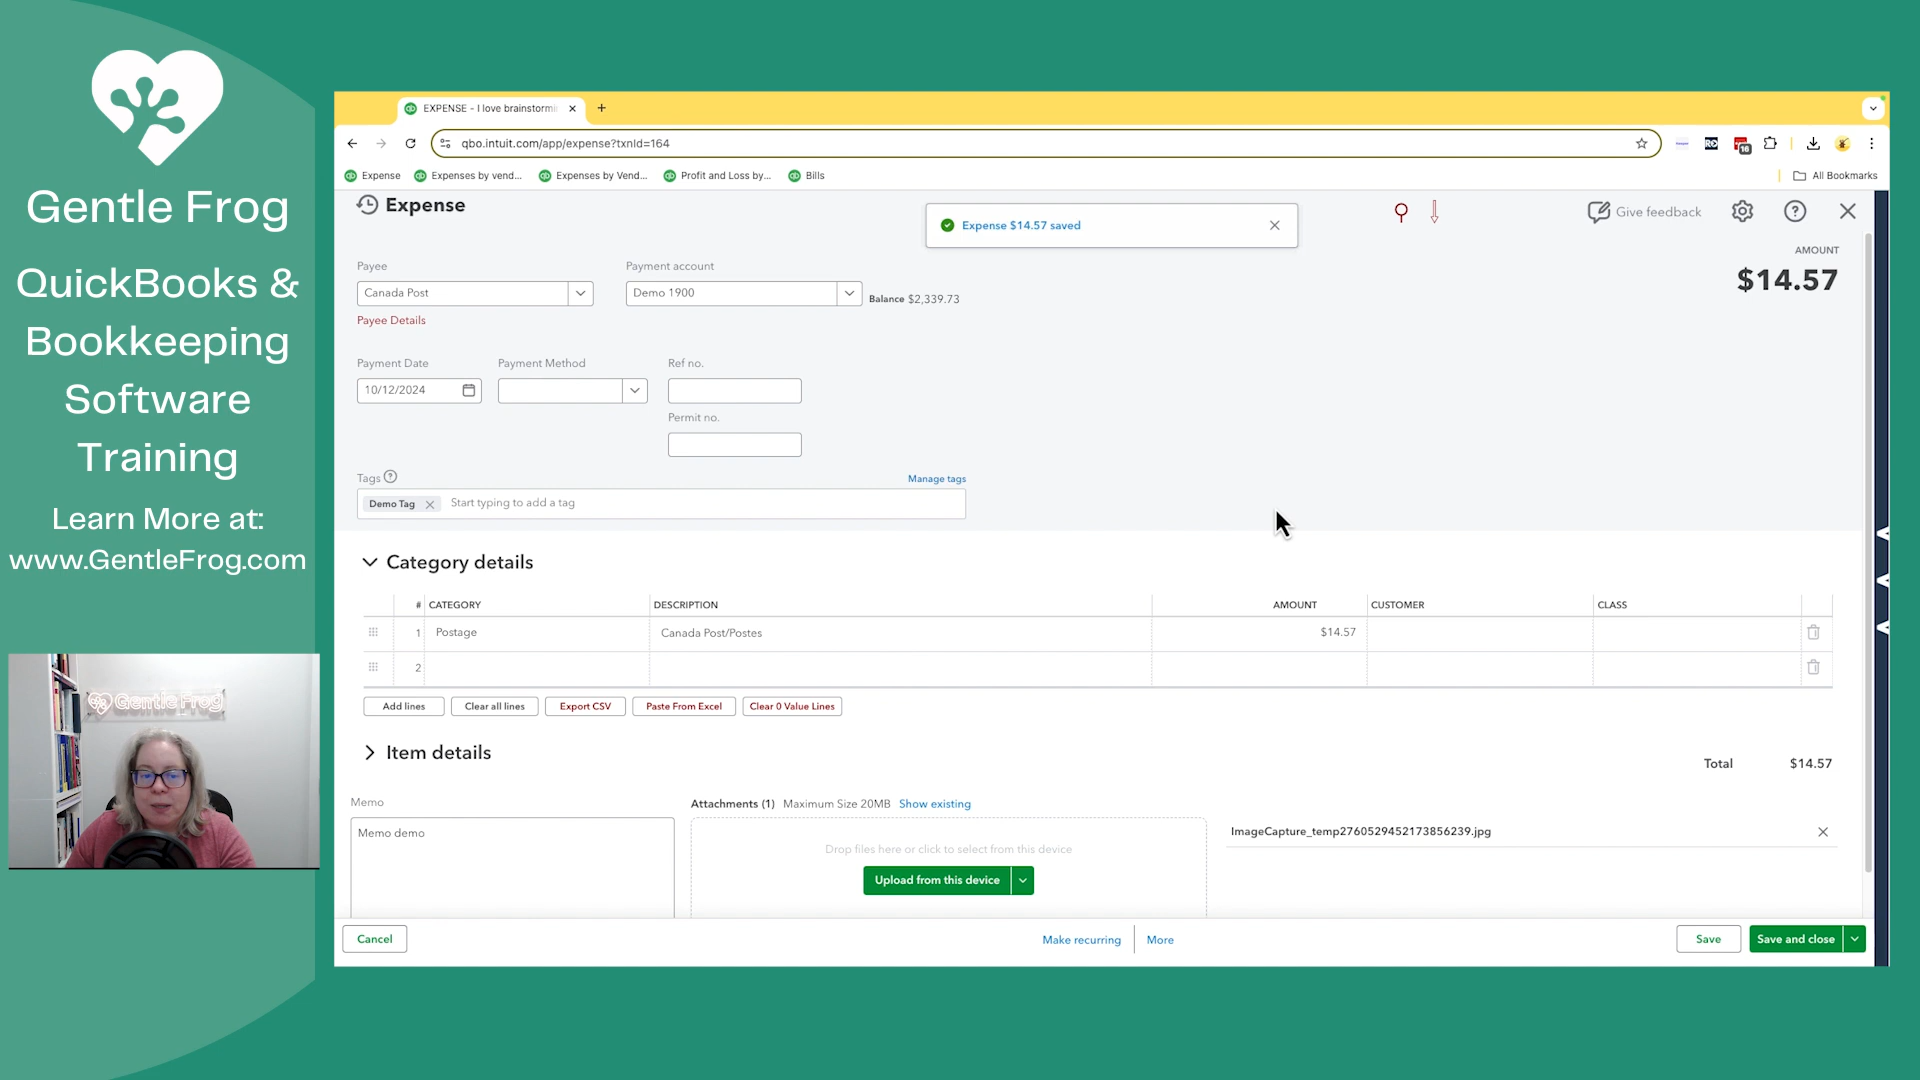 Gentle Frog
QuickBooks &
Bookkeeping
Software
Training
Learn More at:
www.GentleFrog.com
Gentle Frog
EXPENSE - I love brainstormi
qbo.intuit.com/app/expense?txnId=164
Expense
Expenses by vend...
Expenses by Vend...
Profit and Loss by...
Bills
All Bookmarks
Expense
Expense $14.57 saved
Give feedback
AMOUNT
$14.57
Payee
Payment account
Canada Post
Demo 1900
Balance $2,339.73
Payee Details
Payment Date
Payment Method
Ref no.
10/12/2024
Permit no.
Tags
Manage tags
Demo Tag
Start typing to add a tag
Category details
# CATEGORY DESCRIPTION AMOUNT CUSTOMER CLASS
1 Postage Canada Post/Postes $14.57
2
Add lines
Clear all lines
Export CSV
Paste From Excel
Clear 0 Value Lines
Item details
Total $14.57
Memo
Attachments (1) Maximum Size 20MB Show existing
Memo demo
Drop files here or click to select from this device
Upload from this device
ImageCapture_temp2760529452173856239.jpg
Cancel
Make recurring
More
Save
Save and close